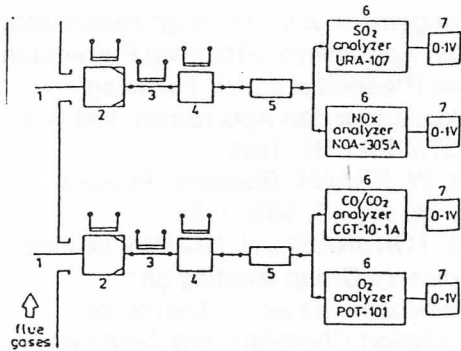 6
SO2
analyzer
URA-107
7
0-1V
1
2
3
4
5
6
NOx
analyzer
NOA-305A
7
0-1V
6
CO/CO2
analyzer
CGT-10-1A
7
0-1V
1
2
3
4
5
6
O2
analyzer
POT-101
7
0-1V
flue
gases